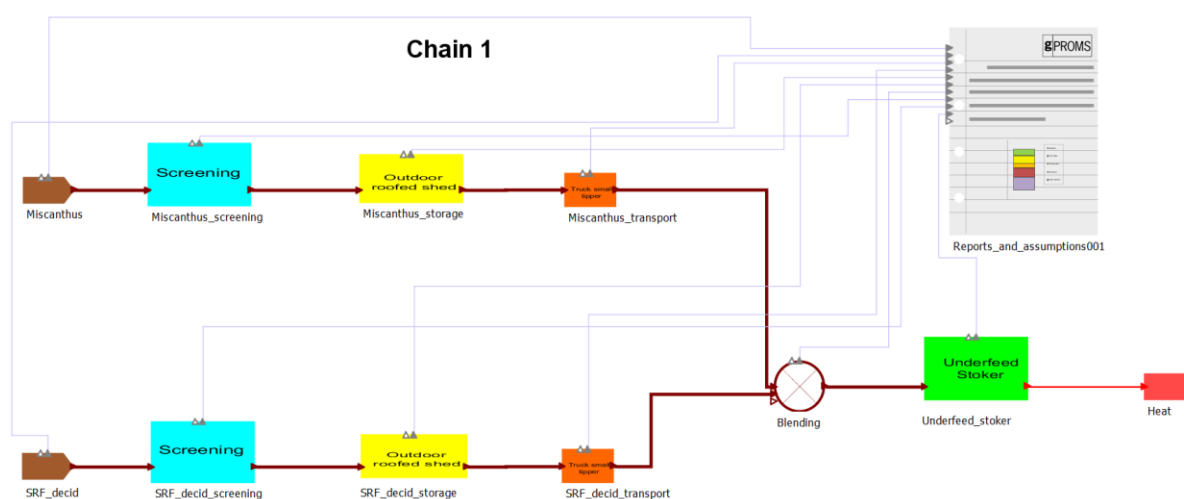 Chain 1
gPROMS
Reports_and_assumptions001
Screening
Outdoor
roofed shed
Truck small
tipper
Miscanthus
Miscanthus_screening
Miscanthus_storage
Miscanthus_transport
Underfeed
Stoker
Underfeed_stoker
Heat
Blending
Screening
Outdoor
roofed shed
Truck small
tipper
SRF_decid
SRF_decid_screening
SRF_decid_storage
SRF_decid_transport